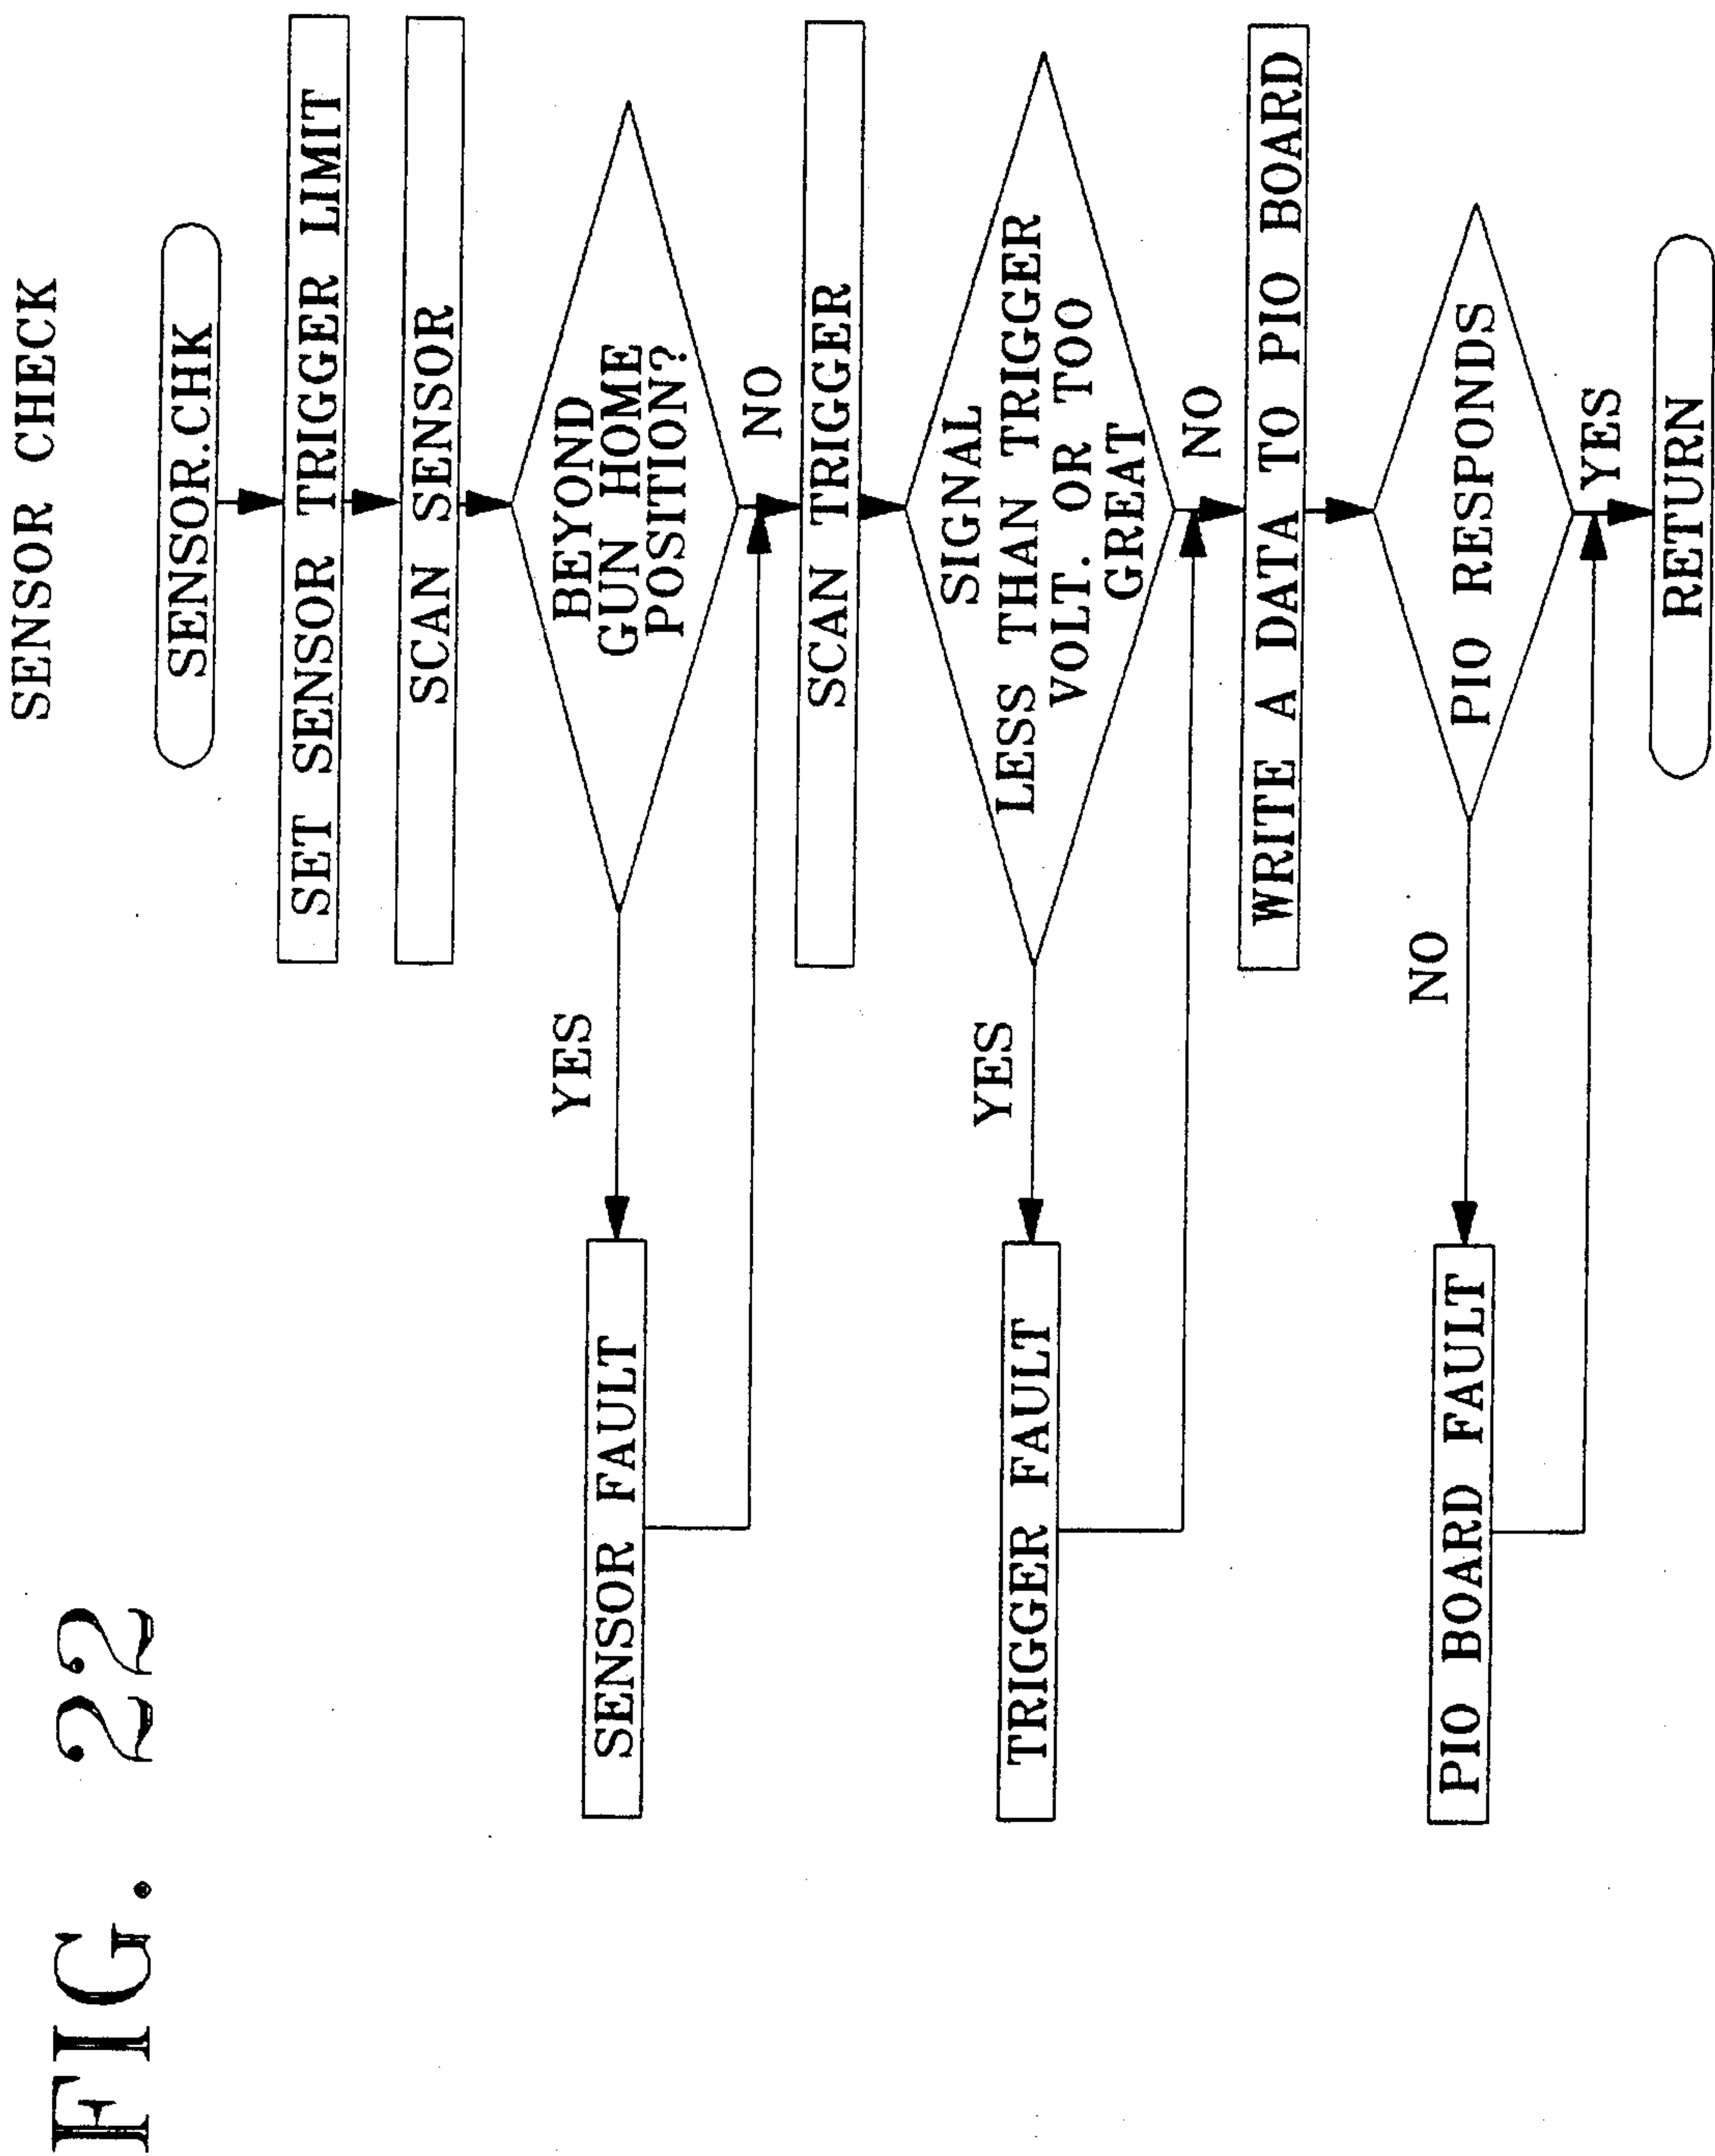 FIG. 22
SENSOR CHECK
SENSOR.CHK
SET SENSOR TRIGGER LIMIT
SCAN SENSOR
BEYOND
GUN HOME
POSITION?
YES
NO
SENSOR FAULT
SCAN TRIGGER
SIGNAL
LESS THAN TRIGGER
VOLT. OR TOO
GREAT
YES
NO
TRIGGER FAULT
WRITE A DATA TO PIO BOARD
PIO RESPONDS
NO
YES
PIO BOARD FAULT
RETURN